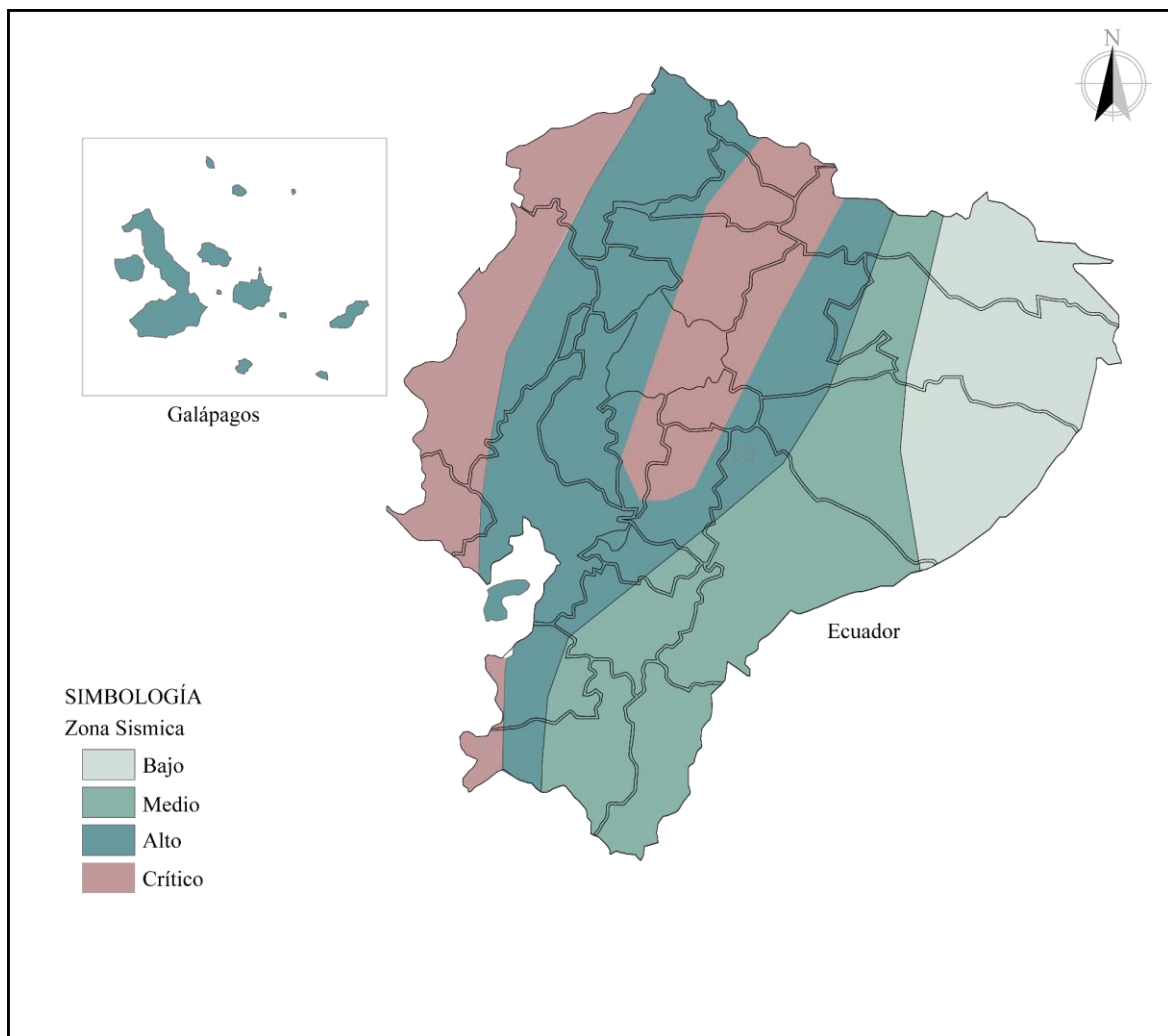 N
Galápagos
Ecuador
SIMBOLOGÍA
Zona Sismica
Bajo
Medio
Alto
Crítico